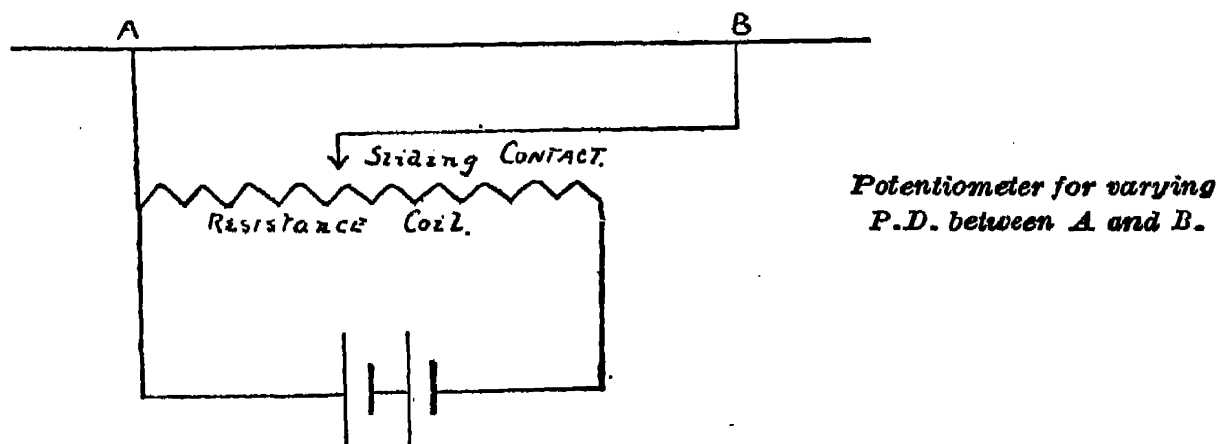 A
B
Sliding CONTACT.
RESISTANCE COIL.
Potentiometer for varying
P.D. between A and B.